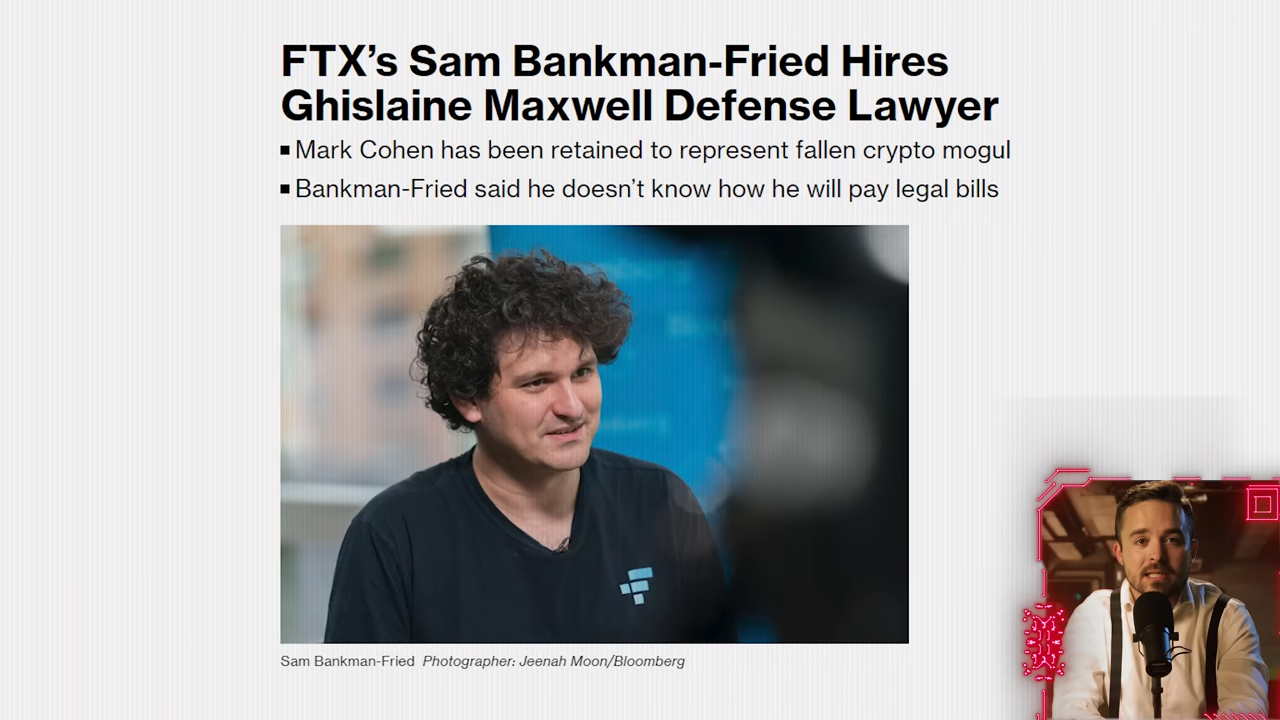 FTX’s Sam Bankman-Fried Hires
Ghislaine Maxwell Defense Lawyer
▪ Mark Cohen has been retained to represent fallen crypto mogul
▪ Bankman-Fried said he doesn’t know how he will pay legal bills
Sam Bankman-Fried Photographer: Jeenah Moon/Bloomberg